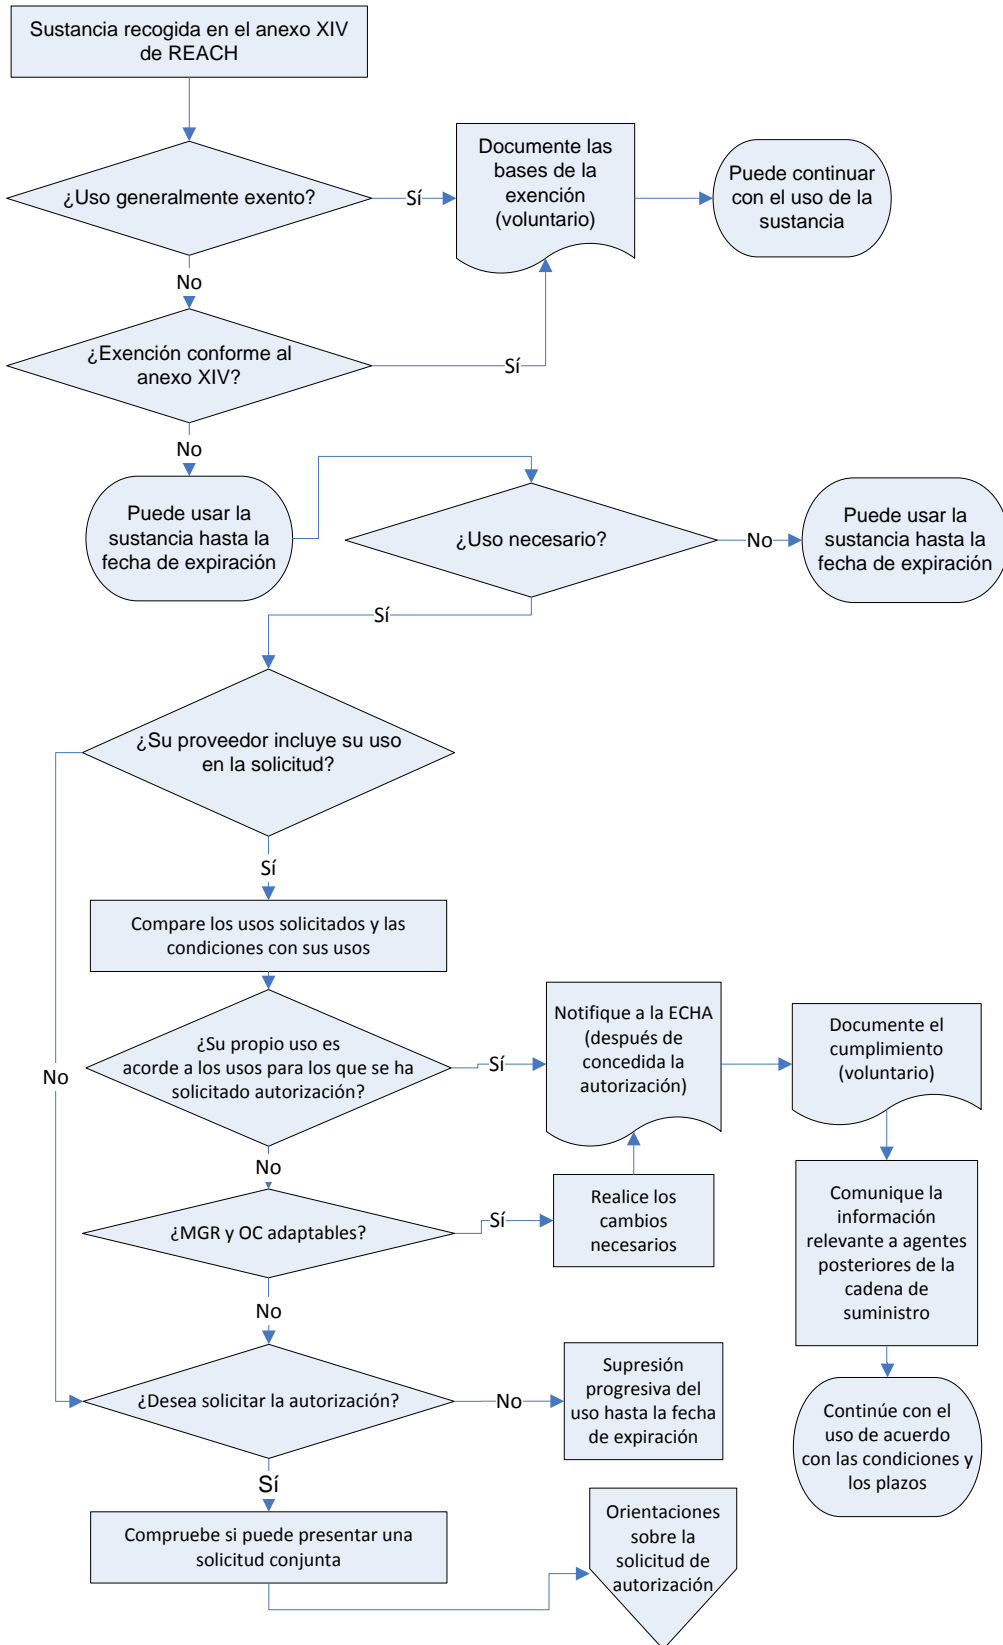 Sustancia recogida en el anexo XIV
de REACH
¿Uso generalmente exento?
Sí
Documente las
bases de la
exención
(voluntario)
Puede continuar
con el uso de la
sustancia
No
¿Exención conforme al
anexo XIV?
Sí
No
Puede usar la
sustancia hasta la
fecha de expiración
¿Uso necesario?
No
Puede usar la
sustancia hasta la
fecha de expiración
Sí
¿Su proveedor incluye su uso
en la solicitud?
Sí
No
Compare los usos solicitados y las
condiciones con sus usos
¿Su propio uso es
acorde a los usos para los que se ha
solicitado autorización?
Sí
Notifique a la ECHA
(después de
concedida la
autorización)
Documente el
cumplimiento
(voluntario)
No
¿MGR y OC adaptables?
Sí
Realice los
cambios
necesarios
Comunique la
información
relevante a agentes
posteriores de la
cadena de
suministro
No
¿Desea solicitar la autorización?
No
Supresión
progresiva del
uso hasta la fecha
de expiración
Continúe con el
uso de acuerdo
con las condiciones y
los plazos
Sí
Compruebe si puede presentar una
solicitud conjunta
Orientaciones
sobre la
solicitud de
autorización